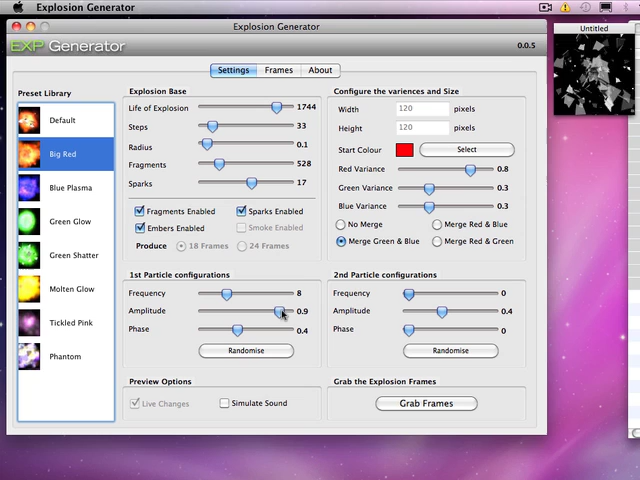 Explosion Generator
Explosion Generator
Untitled
EXP Generator
0.0.5
Settings Frames About
Preset Library
Default
Big Red
Blue Plasma
Green Glow
Green Shatter
Molten Glow
Tickled Pink
Phantom
Explosion Base
Life of Explosion 1744
Steps 33
Radius 0.1
Fragments 528
Sparks 17
Fragments Enabled Sparks Enabled
Embers Enabled Smoke Enabled
Produce 18 Frames 24 Frames
Configure the variences and Size
Width 120 pixels
Height 120 pixels
Start Colour Select
Red Variance 0.8
Green Variance 0.3
Blue Variance 0.3
No Merge Merge Red & Blue
Merge Green & Blue Merge Red & Green
1st Particle configurations
Frequency 8
Amplitude 0.9
Phase 0.4
Randomise
2nd Particle configurations
Frequency 0
Amplitude 0.4
Phase 0
Randomise
Preview Options
Live Changes Simulate Sound
Grab the Explosion Frames
Grab Frames